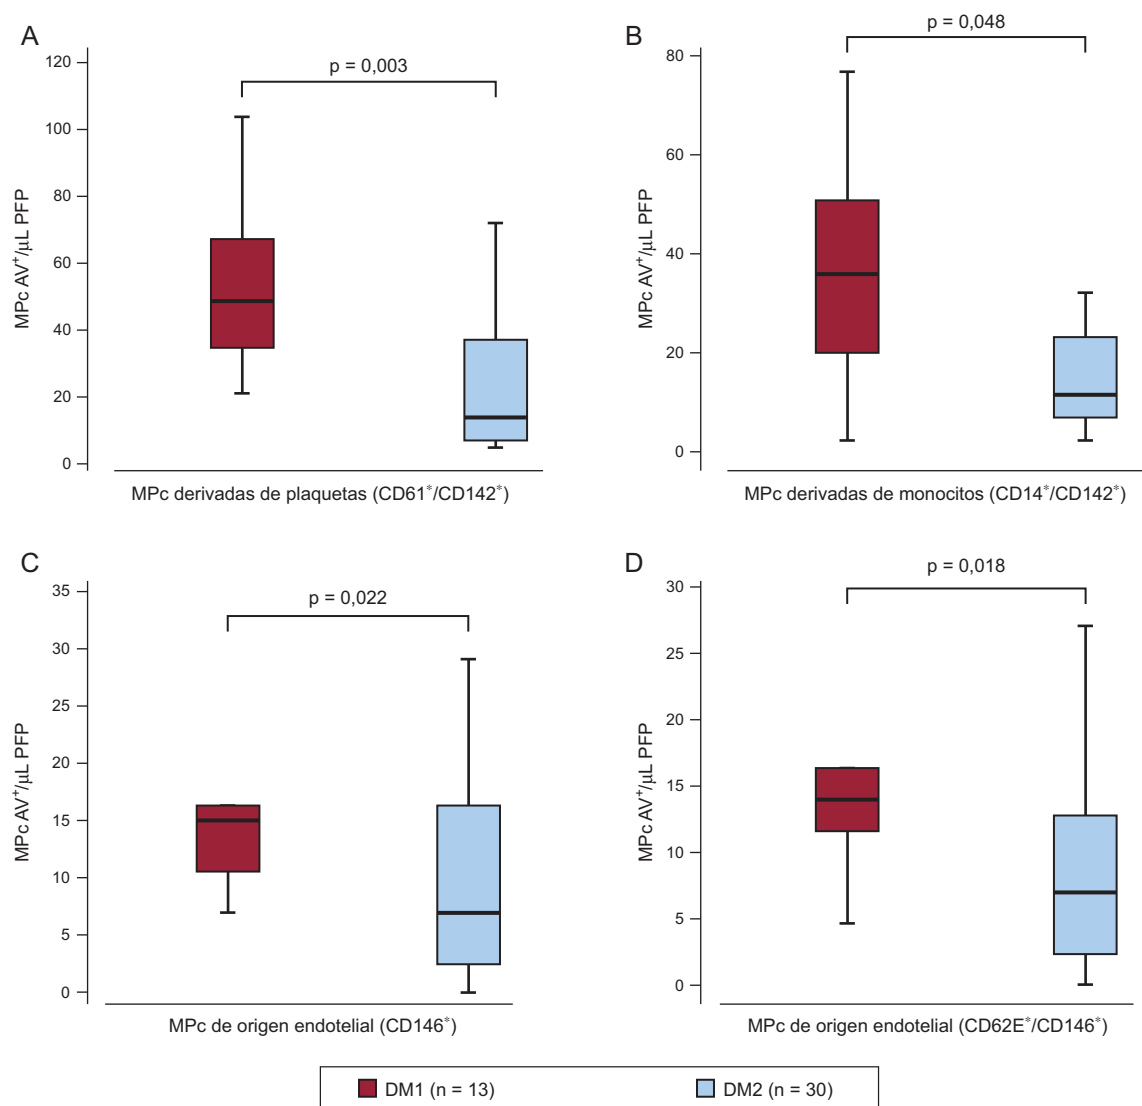 A
p = 0,003
120
100
80
60
40
20
0
MPc AV⁺/μL PFP
MPc derivadas de plaquetas (CD61*/CD142*)
B
p = 0,048
80
60
40
20
0
MPc AV⁺/μL PFP
MPc derivadas de monocitos (CD14*/CD142*)
C
p = 0,022
35
30
25
20
15
10
5
0
MPc AV⁺/μL PFP
MPc de origen endotelial (CD146*)
D
p = 0,018
30
25
20
15
10
5
0
MPc AV⁺/μL PFP
MPc de origen endotelial (CD62E*/CD146*)
DM1 (n = 13)
DM2 (n = 30)